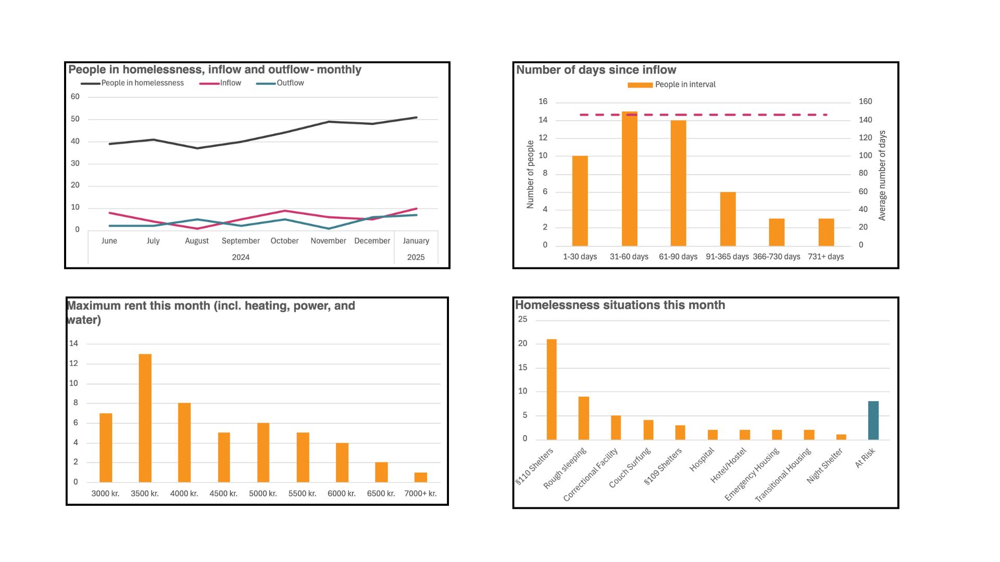 People in homelessness, inflow and outflow - monthly
People in homelessness Inflow Outflow
60
50
40
30
20
10
0
June July August September October November December January
2024 2025
Number of days since inflow
People in interval
16 160
14 140
12 120
10 100
8 80
6 60
4 40
2 20
0 0
Number of people
Average number of days
1-30 days 31-60 days 61-90 days 91-365 days 366-730 days 731+ days
Maximum rent this month (incl. heating, power, and
water)
14
12
10
8
6
4
2
0
3000 kr. 3500 kr. 4000 kr. 4500 kr. 5000 kr. 5500 kr. 6000 kr. 6500 kr. 7000+ kr.
Homelessness situations this month
25
20
15
10
5
0
§110 Shelters
Rough sleeping
Correctional Facility
Couch Surfung
§109 Shelters
Hospital
Hotel/Hostel
Emergency Housing
Transitional Housing
Night Shelter
At Risk